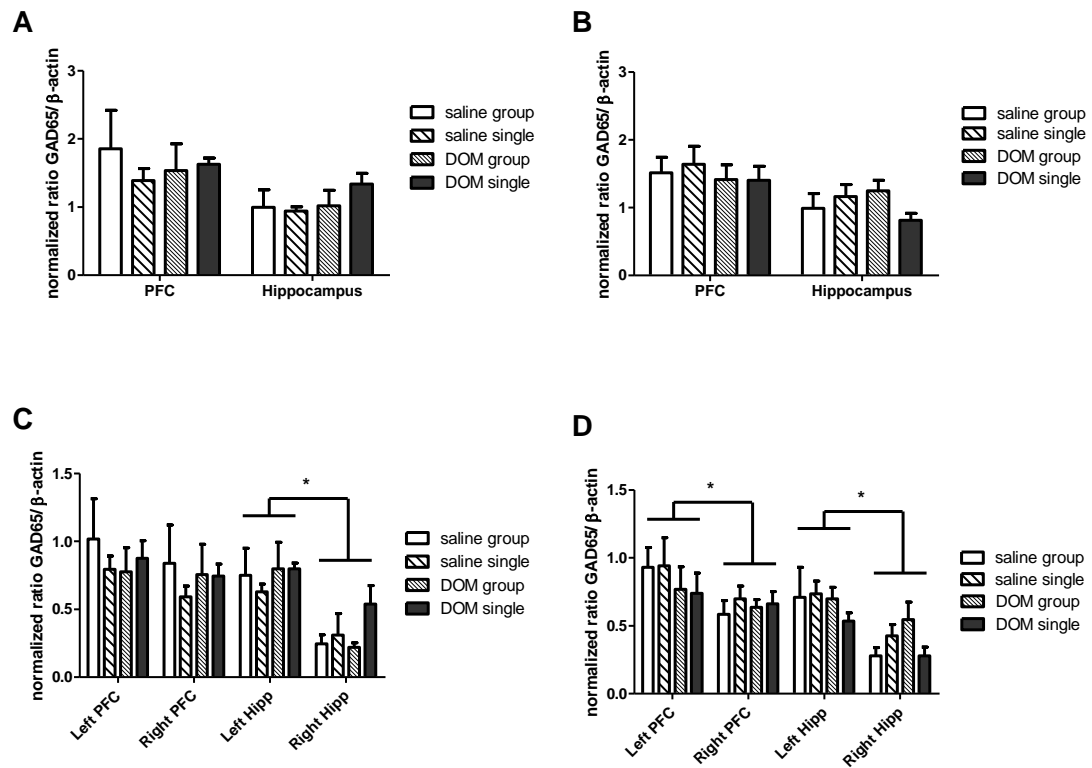 A
normalized ratio GAD65/β-actin
3
2
1
0
PFC
Hippocampus
saline group
saline single
DOM group
DOM single
B
normalized ratio GAD65/β-actin
3
2
1
0
PFC
Hippocampus
saline group
saline single
DOM group
DOM single
C
normalized ratio GAD65/β-actin
1.5
1.0
0.5
0.0
*
Left PFC
Right PFC
Left Hipp
Right Hipp
saline group
saline single
DOM group
DOM single
D
normalized ratio GAD65/β-actin
1.5
1.0
0.5
0.0
*
*
Left PFC
Right PFC
Left Hipp
Right Hipp
saline group
saline single
DOM group
DOM single